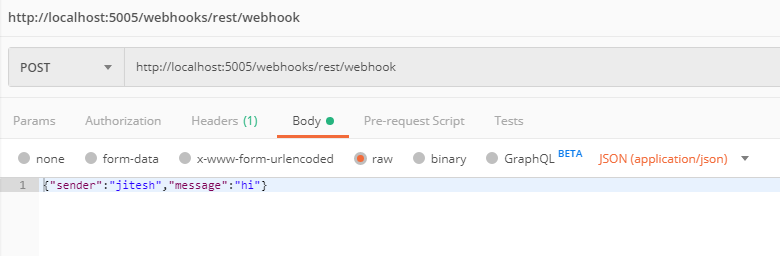 http://localhost:5005/webhooks/rest/webhook
POST http://localhost:5005/webhooks/rest/webhook
Params Authorization Headers (1) Body Pre-request Script Tests
none form-data x-www-form-urlencoded raw binary GraphQL BETA JSON (application/json)
1 {"sender":"jitesh","message":"hi"}